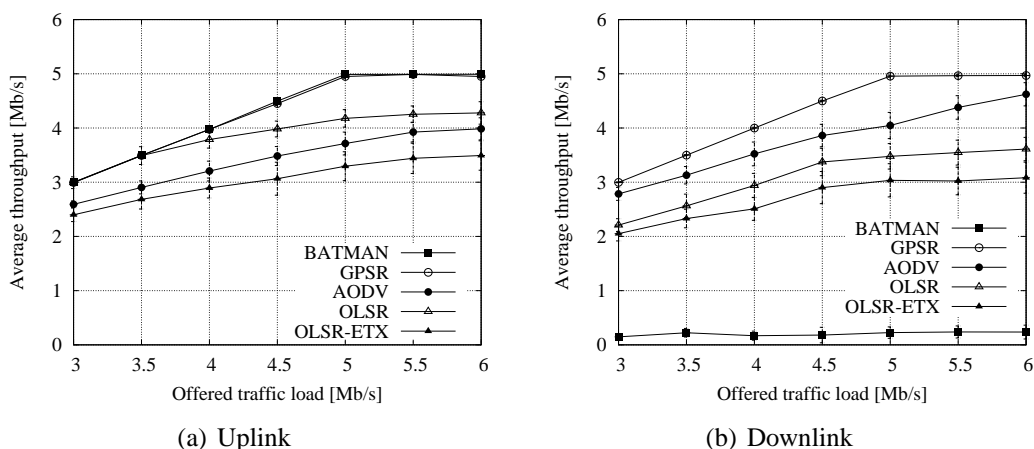 Average throughput [Mb/s]
6
5
4
3
2
1
0
BATMAN
GPSR
AODV
OLSR
OLSR-ETX
3 3.5 4 4.5 5 5.5 6
Offered traffic load [Mb/s]
(a) Uplink
Average throughput [Mb/s]
6
5
4
3
2
1
0
BATMAN
GPSR
AODV
OLSR
OLSR-ETX
3 3.5 4 4.5 5 5.5 6
Offered traffic load [Mb/s]
(b) Downlink